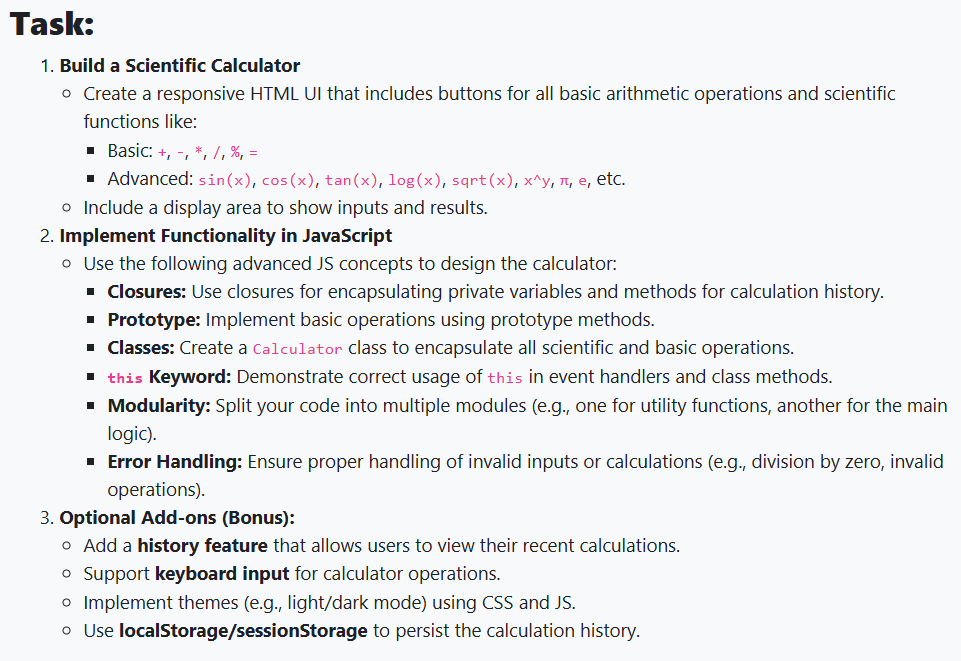 Task:
1. Build a Scientific Calculator
○ Create a responsive HTML UI that includes buttons for all basic arithmetic operations and scientific
functions like:
▪ Basic: +, -, *, /, %, =
▪ Advanced: sin(x), cos(x), tan(x), log(x), sqrt(x), x^y, π, e, etc.
○ Include a display area to show inputs and results.
2. Implement Functionality in JavaScript
○ Use the following advanced JS concepts to design the calculator:
▪ Closures: Use closures for encapsulating private variables and methods for calculation history.
▪ Prototype: Implement basic operations using prototype methods.
▪ Classes: Create a Calculator class to encapsulate all scientific and basic operations.
▪ this Keyword: Demonstrate correct usage of this in event handlers and class methods.
▪ Modularity: Split your code into multiple modules (e.g., one for utility functions, another for the main
logic).
▪ Error Handling: Ensure proper handling of invalid inputs or calculations (e.g., division by zero, invalid
operations).
3. Optional Add-ons (Bonus):
○ Add a history feature that allows users to view their recent calculations.
○ Support keyboard input for calculator operations.
○ Implement themes (e.g., light/dark mode) using CSS and JS.
○ Use localStorage/sessionStorage to persist the calculation history.